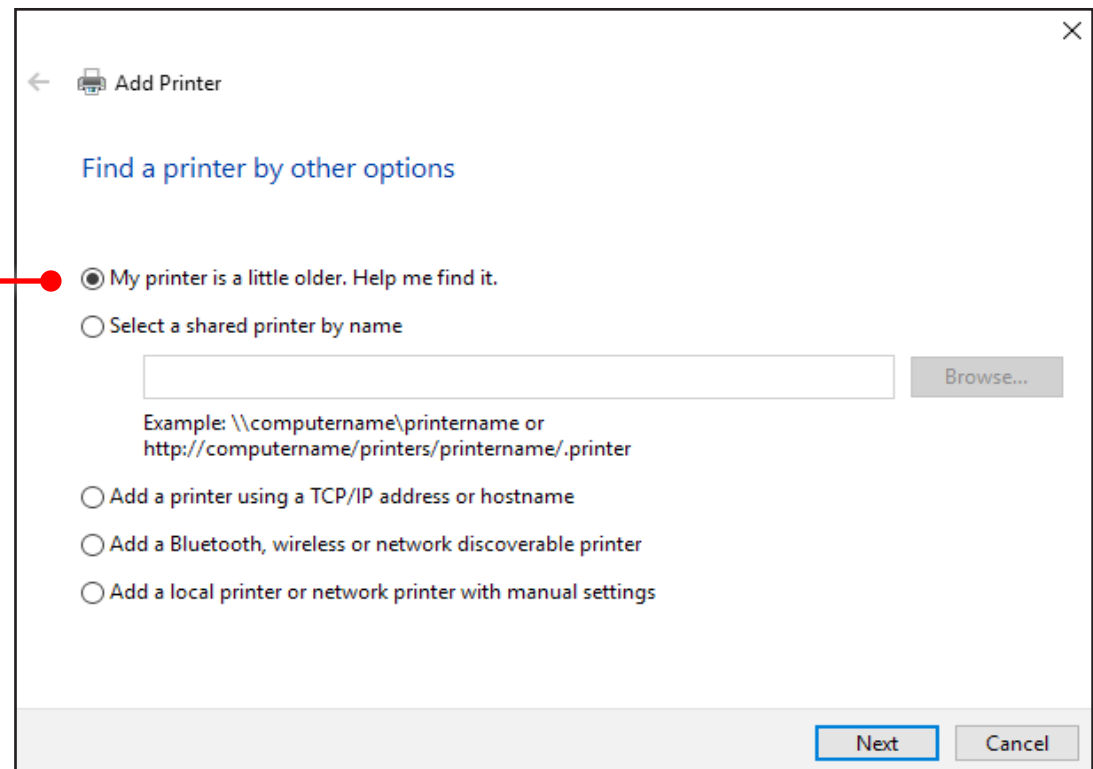 Add Printer
Find a printer by other options
My printer is a little older. Help me find it.
Select a shared printer by name
Browse...
Example: \\computername\printername or
http://computername/printers/printername/.printer
Add a printer using a TCP/IP address or hostname
Add a Bluetooth, wireless or network discoverable printer
Add a local printer or network printer with manual settings
Next
Cancel